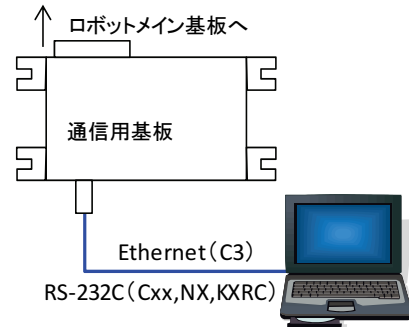 ロボットメイン基板へ
通信用基板
Ethernet（C3）
RS-232C（Cxx,NX,KXRC）